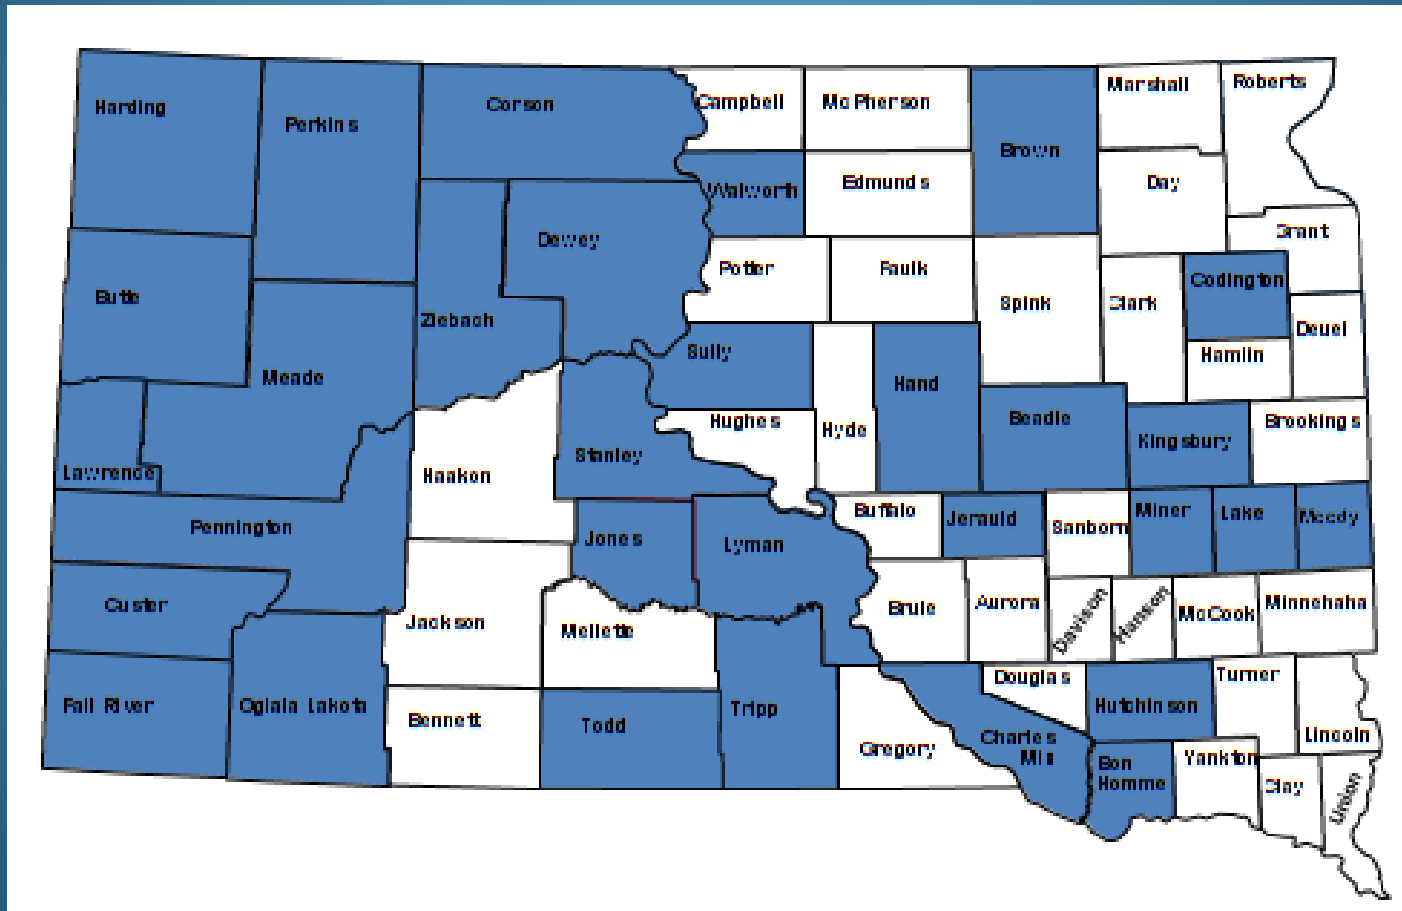 Harding
Perkins
Corson
Campbell
McPherson
Brown
Marshall
Roberts
Walworth
Edmunds
Day
Grant
Butte
Dewey
Potter
Faulk
Spink
Clark
Codington
Deuel
Ziebach
Meade
Sully
Hamlin
Hand
Beadle
Kingsbury
Brookings
Hughes
Hyde
Lawrence
Haakon
Stanley
Pennington
Jones
Lyman
Buffalo
Jerauld
Sanborn
Miner
Lake
Moody
Custer
Jackson
Mellette
Brule
Aurora
Davison
Hanson
McCook
Minnehaha
Fall River
Oglala Lakota
Bennett
Todd
Tripp
Gregory
Charles
Mix
Douglas
Hutchinson
Turner
Lincoln
Bon
Homme
Yankton
Clay
Union